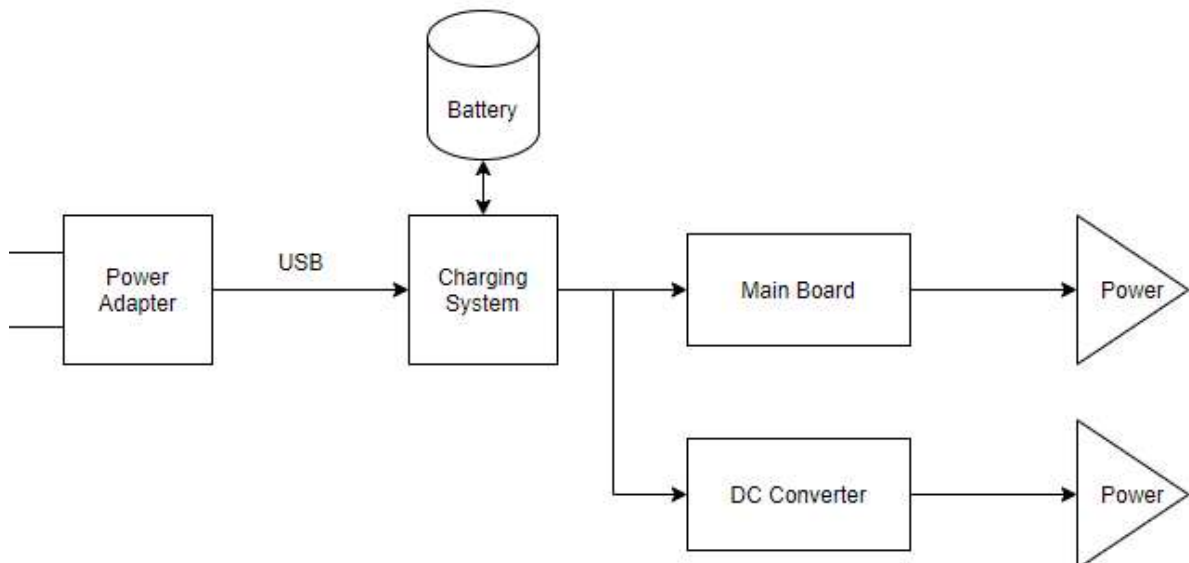 Battery
Power
Adapter
USB
Charging
System
Main Board
Power
DC Converter
Power